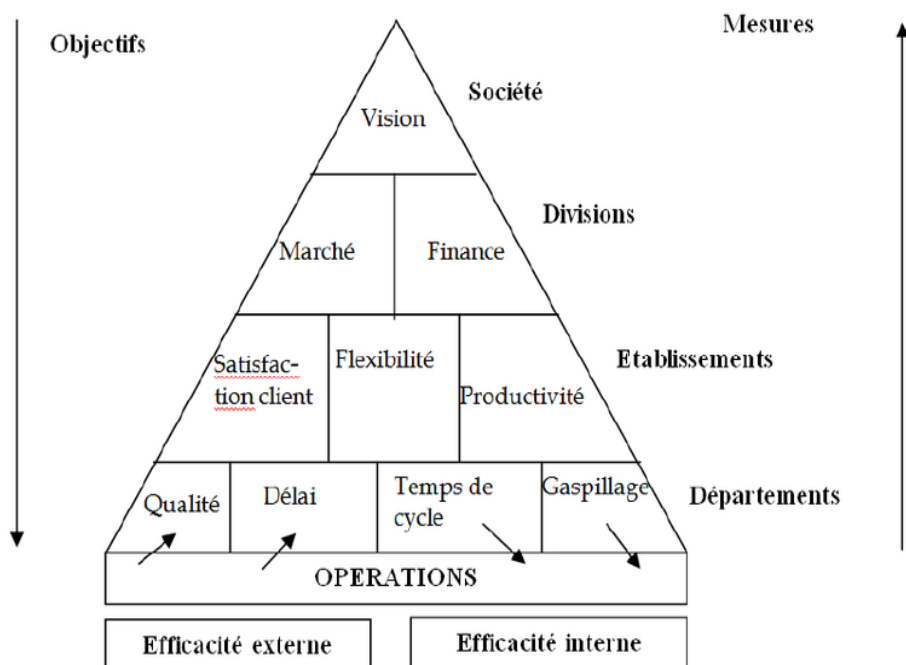 Objectifs
Mesures
Société
Vision
Divisions
Marché
Finance
Etablissements
Satisfac-
tion client
Flexibilité
Productivité
Départements
Qualité
Délai
Temps de
cycle
Gaspillage
OPERATIONS
Efficacité externe
Efficacité interne